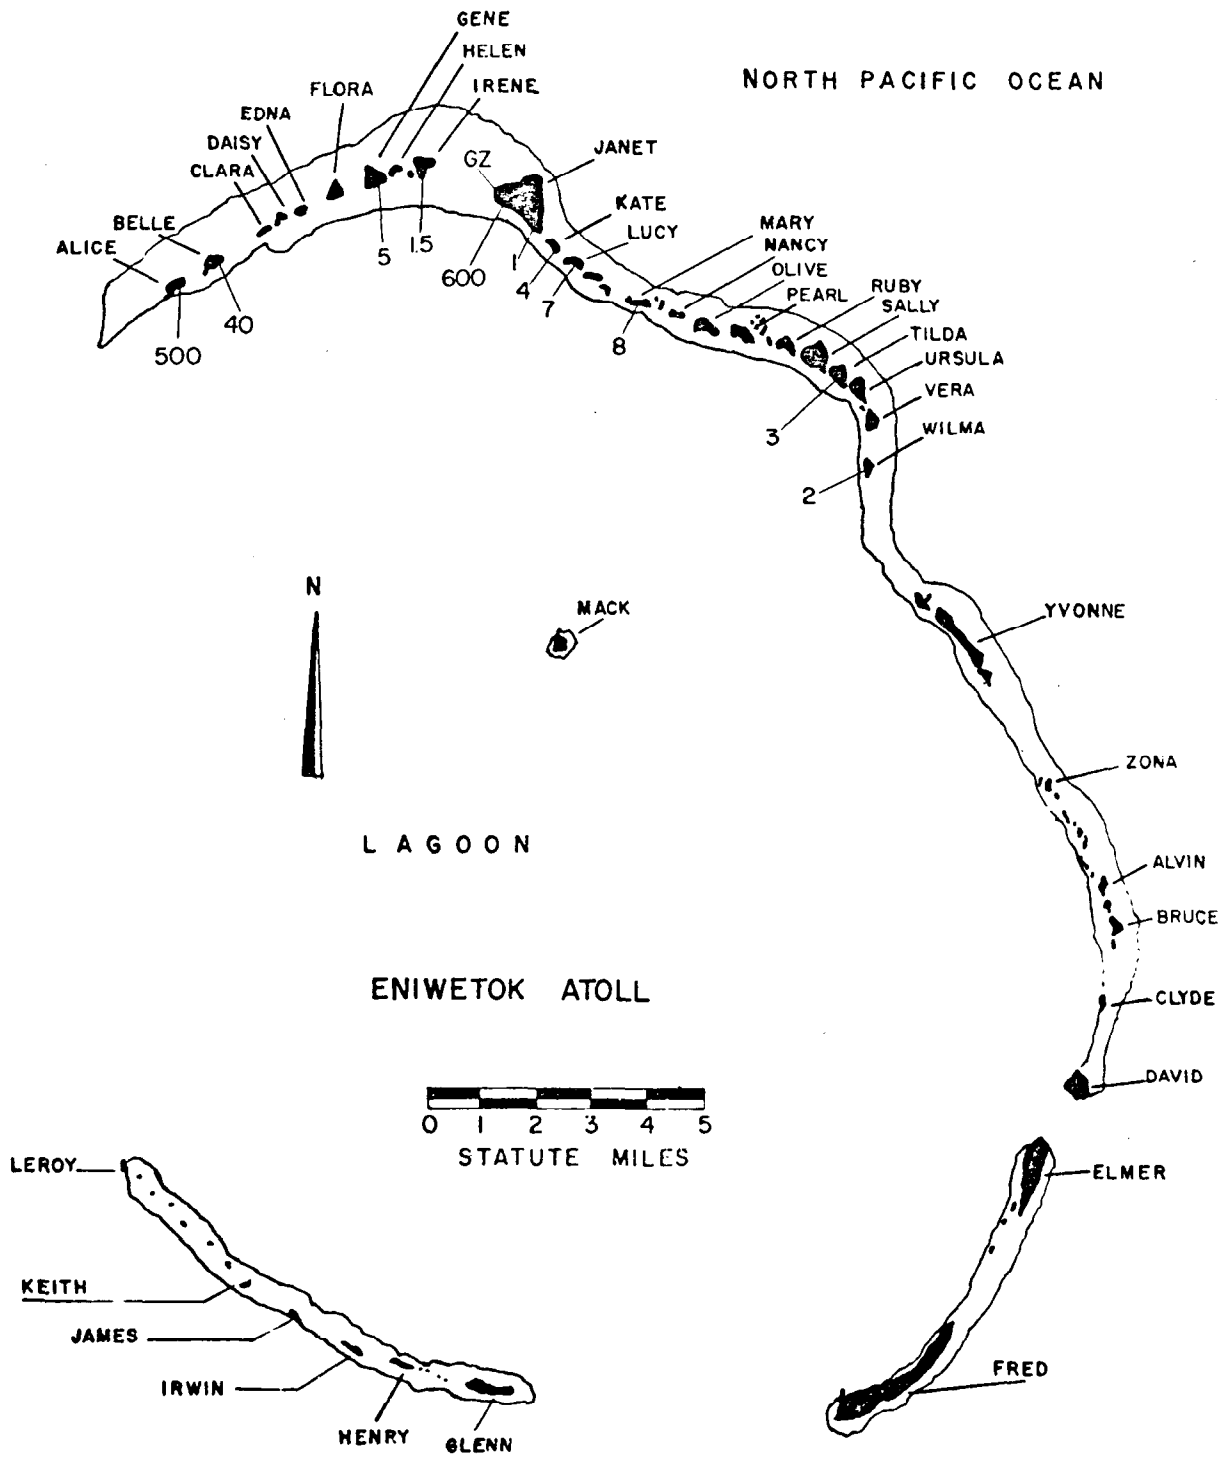 GENE
HELEN
IRENE
FLORA
NORTH PACIFIC OCEAN
EDNA
DAISY
CLARA
GZ
JANET
BELLE
ALICE
KATE
LUCY
MARY
NANCY
OLIVE
PEARL
RUBY
SALLY
TILDA
URSULA
VERA
WILMA
5
1.5
600
1
4
7
8
40
500
3
2
N
MACK
YVONNE
ZONA
LAGOON
ALVIN
BRUCE
ENIWETOK ATOLL
CLYDE
DAVID
0 1 2 3 4 5
STATUTE MILES
LEROY
ELMER
KEITH
JAMES
IRWIN
HENRY
GLENN
FRED